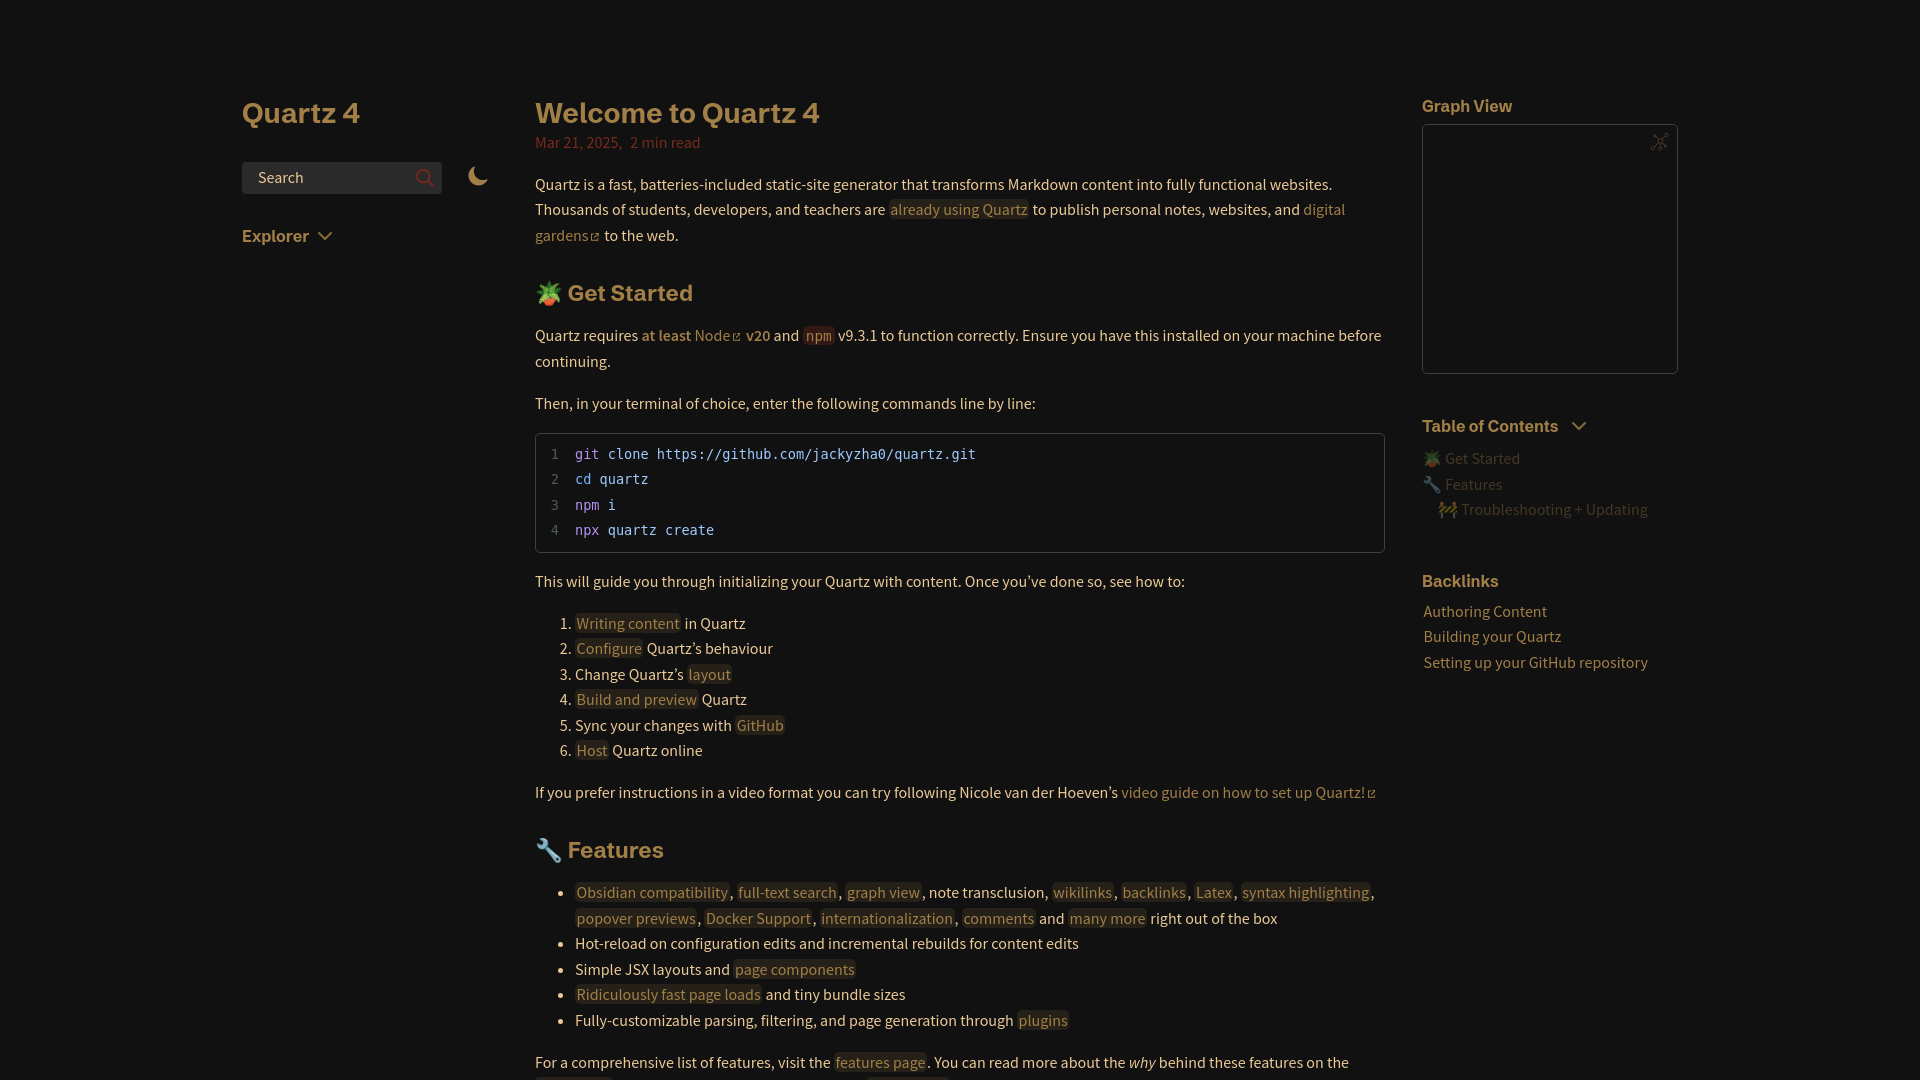 Quartz 4
Search
Explorer
Welcome to Quartz 4
Mar 21, 2025, 2 min read
Quartz is a fast, batteries-included static-site generator that transforms Markdown content into fully functional websites.
Thousands of students, developers, and teachers are already using Quartz to publish personal notes, websites, and digital
gardens to the web.
🪴 Get Started
Quartz requires at least Node v20 and npm v9.3.1 to function correctly. Ensure you have this installed on your machine before
continuing.
Then, in your terminal of choice, enter the following commands line by line:
1 git clone https://github.com/jackyzha0/quartz.git
2 cd quartz
3 npm i
4 npx quartz create
This will guide you through initializing your Quartz with content. Once you’ve done so, see how to:
1. Writing content in Quartz
2. Configure Quartz’s behaviour
3. Change Quartz’s layout
4. Build and preview Quartz
5. Sync your changes with GitHub
6. Host Quartz online
If you prefer instructions in a video format you can try following Nicole van der Hoeven’s video guide on how to set up Quartz!
🔧 Features
• Obsidian compatibility, full-text search, graph view, note transclusion, wikilinks, backlinks, Latex, syntax highlighting,
popover previews, Docker Support, internationalization, comments and many more right out of the box
• Hot-reload on configuration edits and incremental rebuilds for content edits
• Simple JSX layouts and page components
• Ridiculously fast page loads and tiny bundle sizes
• Fully-customizable parsing, filtering, and page generation through plugins
For a comprehensive list of features, visit the features page. You can read more about the why behind these features on the
Graph View
Table of Contents
🪴 Get Started
🔧 Features
🚧 Troubleshooting + Updating
Backlinks
Authoring Content
Building your Quartz
Setting up your GitHub repository